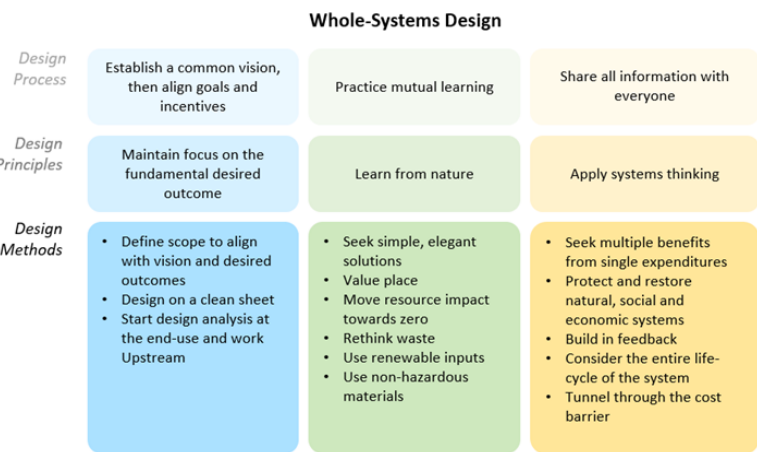 Whole-Systems Design
Design
Process
Establish a common vision,
then align goals and
incentives
Practice mutual learning
Share all information with
everyone
Design
Principles
Maintain focus on the
fundamental desired
outcome
Learn from nature
Apply systems thinking
Design
Methods
• Define scope to align
with vision and desired
outcomes
• Design on a clean sheet
• Start design analysis at
the end-use and work
Upstream
• Seek simple, elegant
solutions
• Value place
• Move resource impact
towards zero
• Rethink waste
• Use renewable inputs
• Use non-hazardous
materials
• Seek multiple benefits
from single expenditures
• Protect and restore
natural, social and
economic systems
• Build in feedback
• Consider the entire life-
cycle of the system
• Tunnel through the cost
barrier